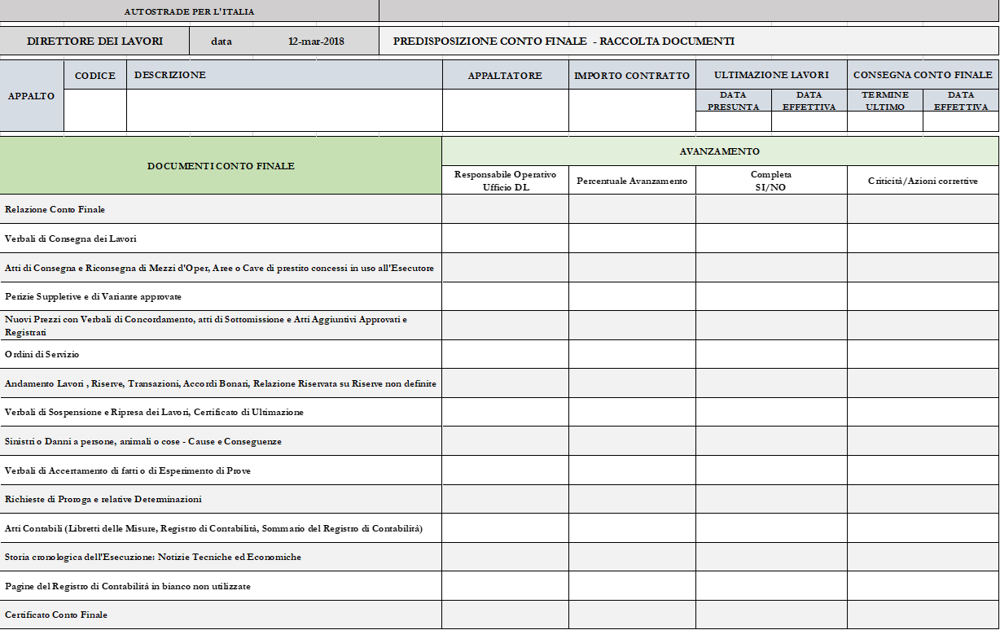 AUTOSTRADE PER L'ITALIA
DIRETTORE DEI LAVORI data 12-mar-2018 PREDISPOSIZIONE CONTO FINALE - RACCOLTA DOCUMENTI
APPALTO
CODICE DESCRIZIONE APPALTATORE IMPORTO CONTRATTO ULTIMAZIONE LAVORI CONSEGNA CONTO FINALE
DATA PRESUNTA DATA EFFETTIVA TERMINE ULTIMO DATA EFFETTIVA
DOCUMENTI CONTO FINALE
AVANZAMENTO
Responsabile Operativo
Ufficio DL
Percentuale Avanzamento
Completa
SI/NO
Criticità/Azioni correttive
Relazione Conto Finale
Verbali di Consegna dei Lavori
Atti di Consegna e Riconsegna di Mezzi d'Oper, Aree o Cave di prestito concessi in uso all'Esecutore
Perizie Suppletive e di Variante approvate
Nuovi Prezzi con Verbali di Concordamento, atti di Sottomissione e Atti Aggiuntivi Approvati e
Registrati
Ordini di Servizio
Andamento Lavori , Riserve, Transazioni, Accordi Bonari, Relazione Riservata su Riserve non definite
Verbali di Sospensione e Ripresa dei Lavori, Certificato di Ultimazione
Sinistri o Danni a persone, animali o cose - Cause e Conseguenze
Verbali di Accertamento di fatti o di Esperimento di Prove
Richieste di Proroga e relative Determinazioni
Atti Contabili (Libretti delle Misure, Registro di Contabilità, Sommario del Registro di Contabilità)
Storia cronologica dell'Esecuzione: Notizie Tecniche ed Economiche
Pagine del Registro di Contabilità in bianco non utilizzate
Certificato Conto Finale